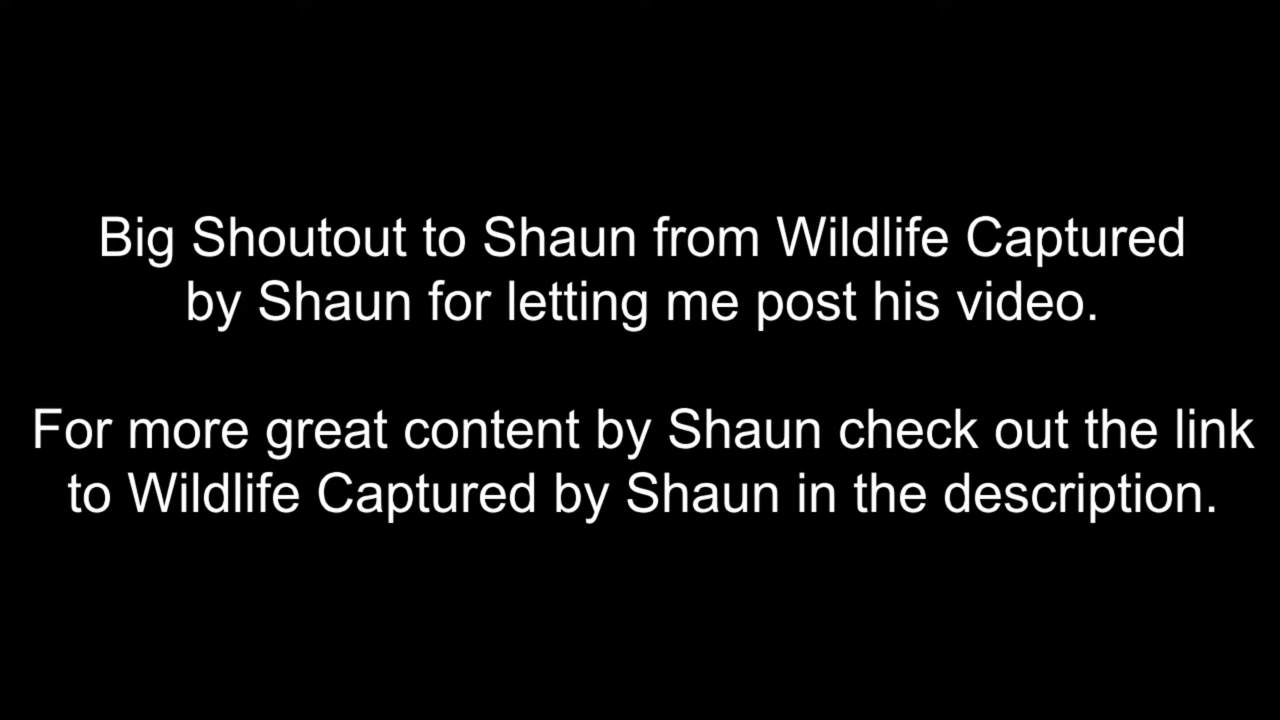 Big Shoutout to Shaun from Wildlife Captured
by Shaun for letting me post his video.
For more great content by Shaun check out the link
to Wildlife Captured by Shaun in the description.